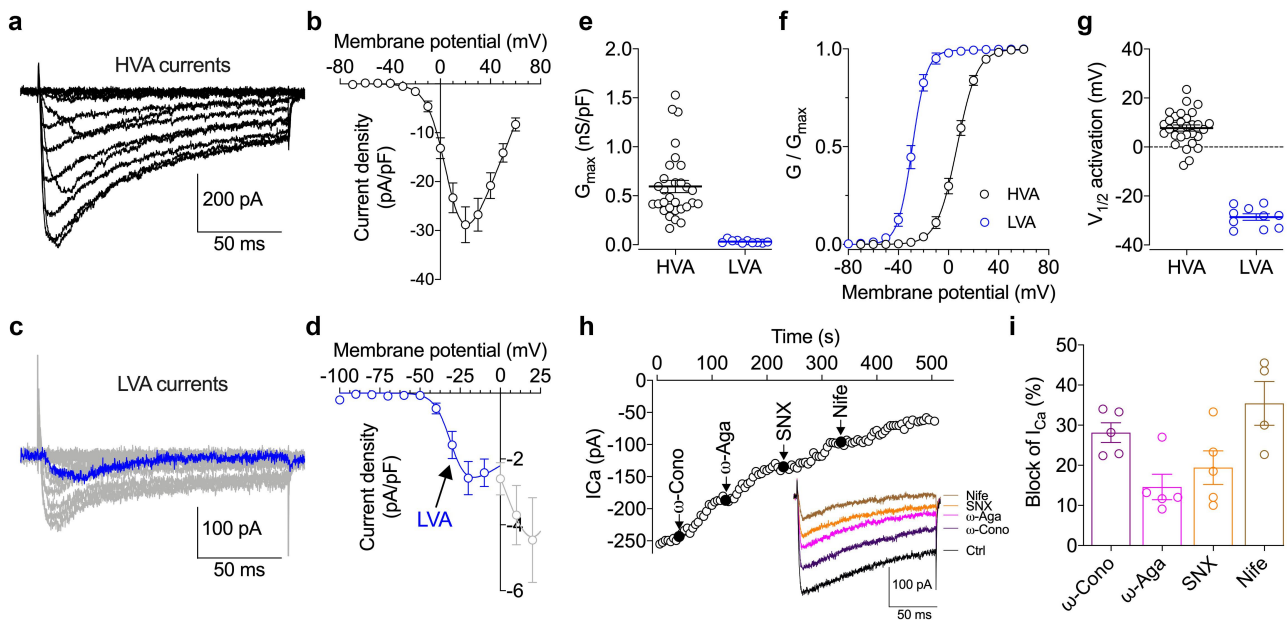 a
HVA currents
200 pA
50 ms
b
Membrane potential (mV)
-80 -40 0 40 80
-10
-20
-30
-40
Current density
(pA/pF)
e
2.0
1.5
1.0
0.5
0.0
Gmax (nS/pF)
HVA LVA
f
1.0
0.5
0.0
G / Gmax
HVA
LVA
-80 -40 0 40 80
Membrane potential (mV)
g
40
20
0
-20
-40
V1/2 activation (mV)
HVA LVA
c
LVA currents
100 pA
50 ms
d
Membrane potential (mV)
-100 -75 -50 -25 0 25
-2
-4
-6
Current density
(pA/pF)
LVA
h
Time (s)
0 100 200 300 400 500
0
-50
-100
-150
-200
-250
ICa (pA)
ω-Cono
ω-Aga
SNX
Nife
Nife
SNX
ω-Aga
ω-Cono
Ctrl
100 pA
50 ms
i
50
40
30
20
10
0
Block of ICa (%)
ω-Cono
ω-Aga
SNX
Nife